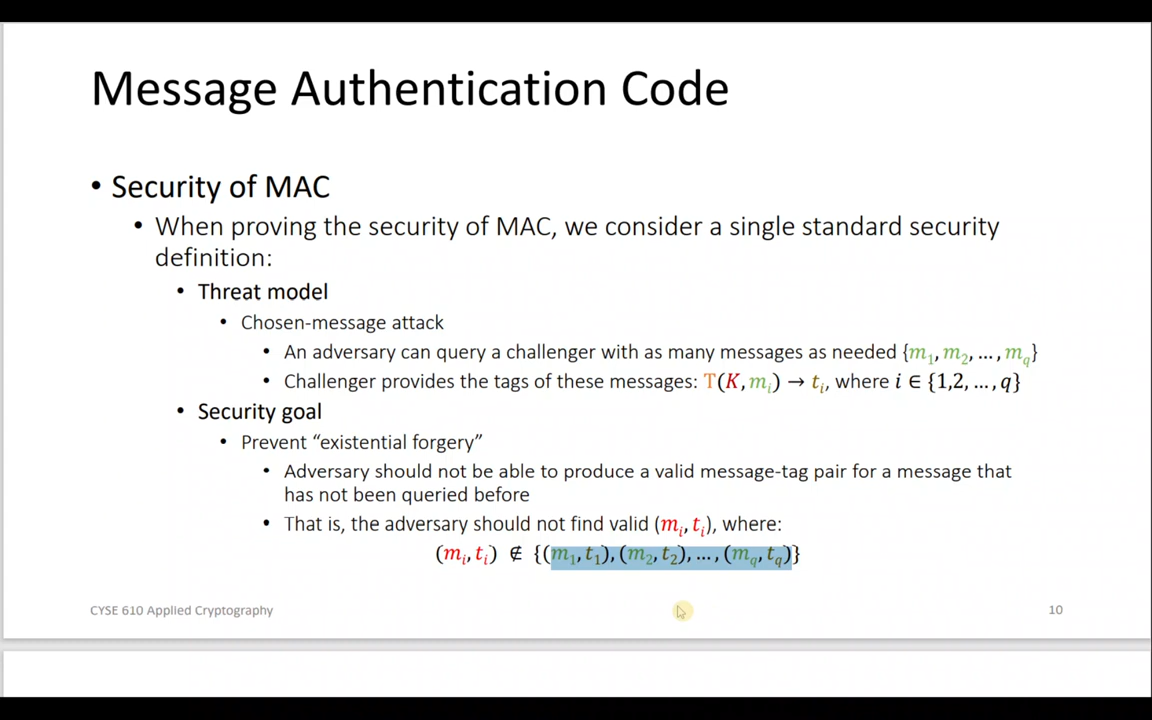 Message Authentication Code
• Security of MAC
• When proving the security of MAC, we consider a single standard security
definition:
• Threat model
• Chosen-message attack
• An adversary can query a challenger with as many messages as needed {m₁, m₂, … , m_q}
• Challenger provides the tags of these messages: T(K, mᵢ) → tᵢ, where i ∈ {1,2, … , q}
• Security goal
• Prevent “existential forgery”
• Adversary should not be able to produce a valid message-tag pair for a message that
has not been queried before
• That is, the adversary should not find valid (mᵢ, tᵢ), where:
(mᵢ, tᵢ) ∉ {(m₁, t₁), (m₂, t₂), … , (m_q, t_q)}
CYSE 610 Applied Cryptography
10